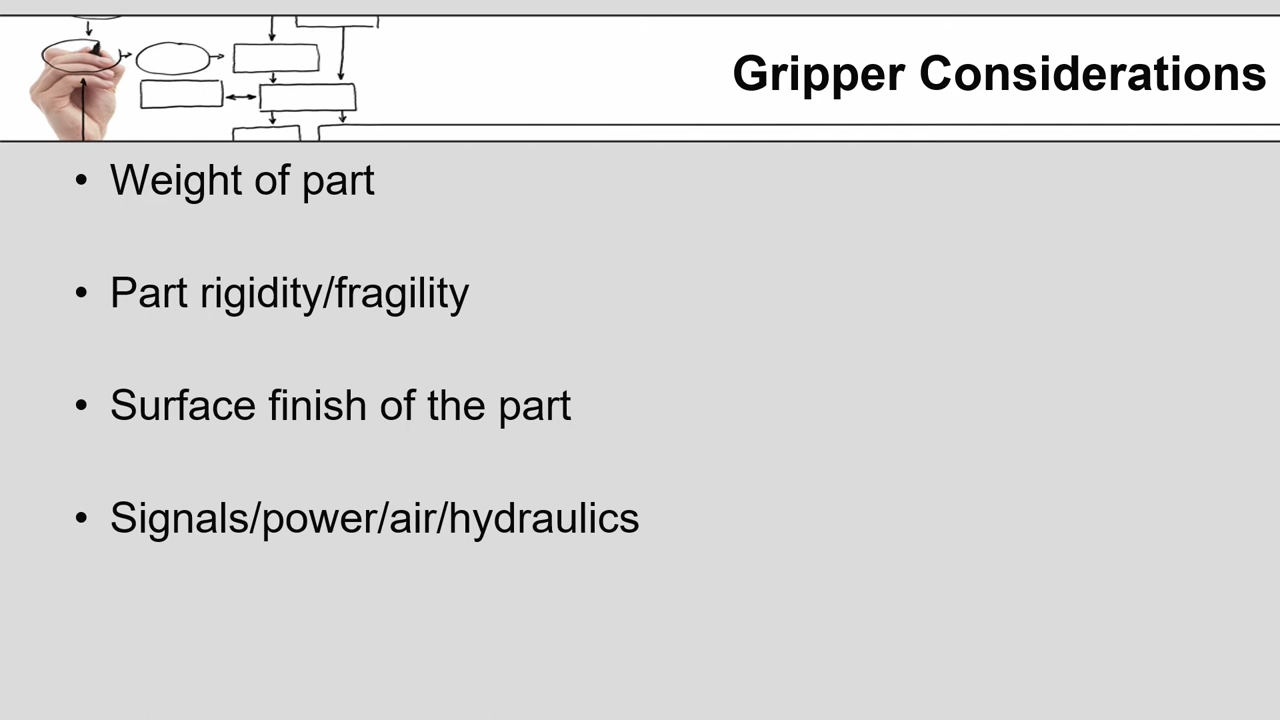 Gripper Considerations
• Weight of part
• Part rigidity/fragility
• Surface finish of the part
• Signals/power/air/hydraulics